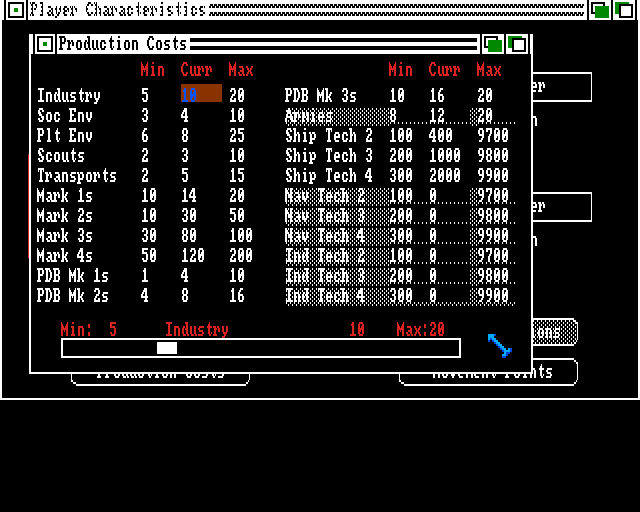 Player Characteristics
Production Costs
Min Curr Max Min Curr Max
Industry 5 10 20 PDB Mk 3s 10 16 20
Soc Env 3 4 10 Armies 8 12 20
Plt Env 6 8 25 Ship Tech 2 100 400 9700
Scouts 2 3 10 Ship Tech 3 200 1000 9800
Transports 2 5 15 Ship Tech 4 300 2000 9900
Mark 1s 10 14 20 Nav Tech 2 100 0 9700
Mark 2s 10 30 50 Nav Tech 3 200 0 9800
Mark 3s 30 80 100 Nav Tech 4 300 0 9900
Mark 4s 50 120 200 Ind Tech 2 100 0 9700
PDB Mk 1s 1 4 10 Ind Tech 3 200 0 9800
PDB Mk 2s 4 8 16 Ind Tech 4 300 0 9900
Min: 5 Industry 10 Max:20
er
n
er
n
ons
Production Costs
Movement Points